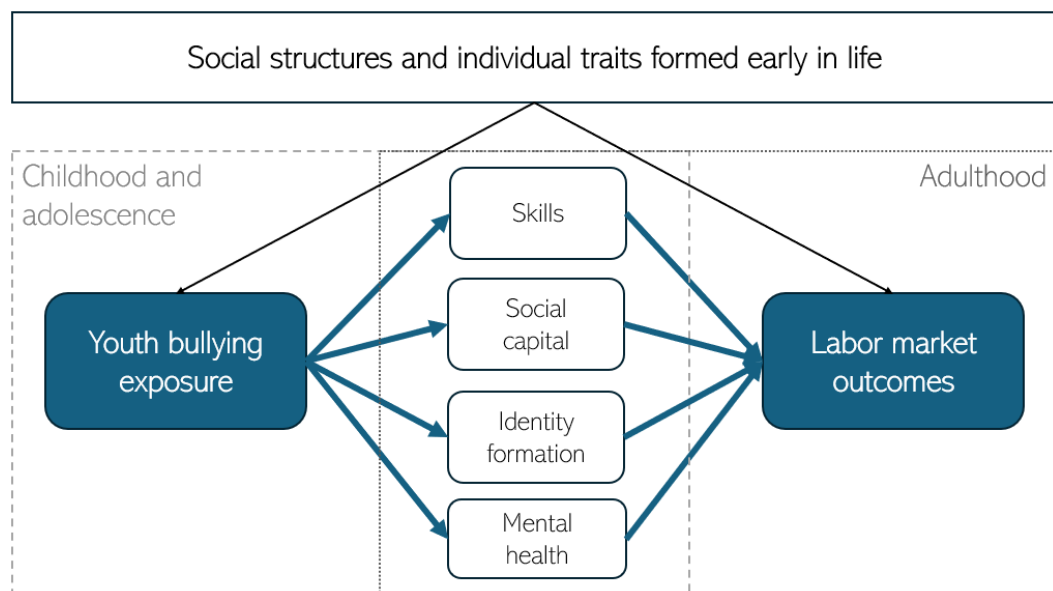 Social structures and individual traits formed early in life
Childhood and
adolescence
Adulthood
Skills
Youth bullying
exposure
Social
capital
Labor market
outcomes
Identity
formation
Mental
health